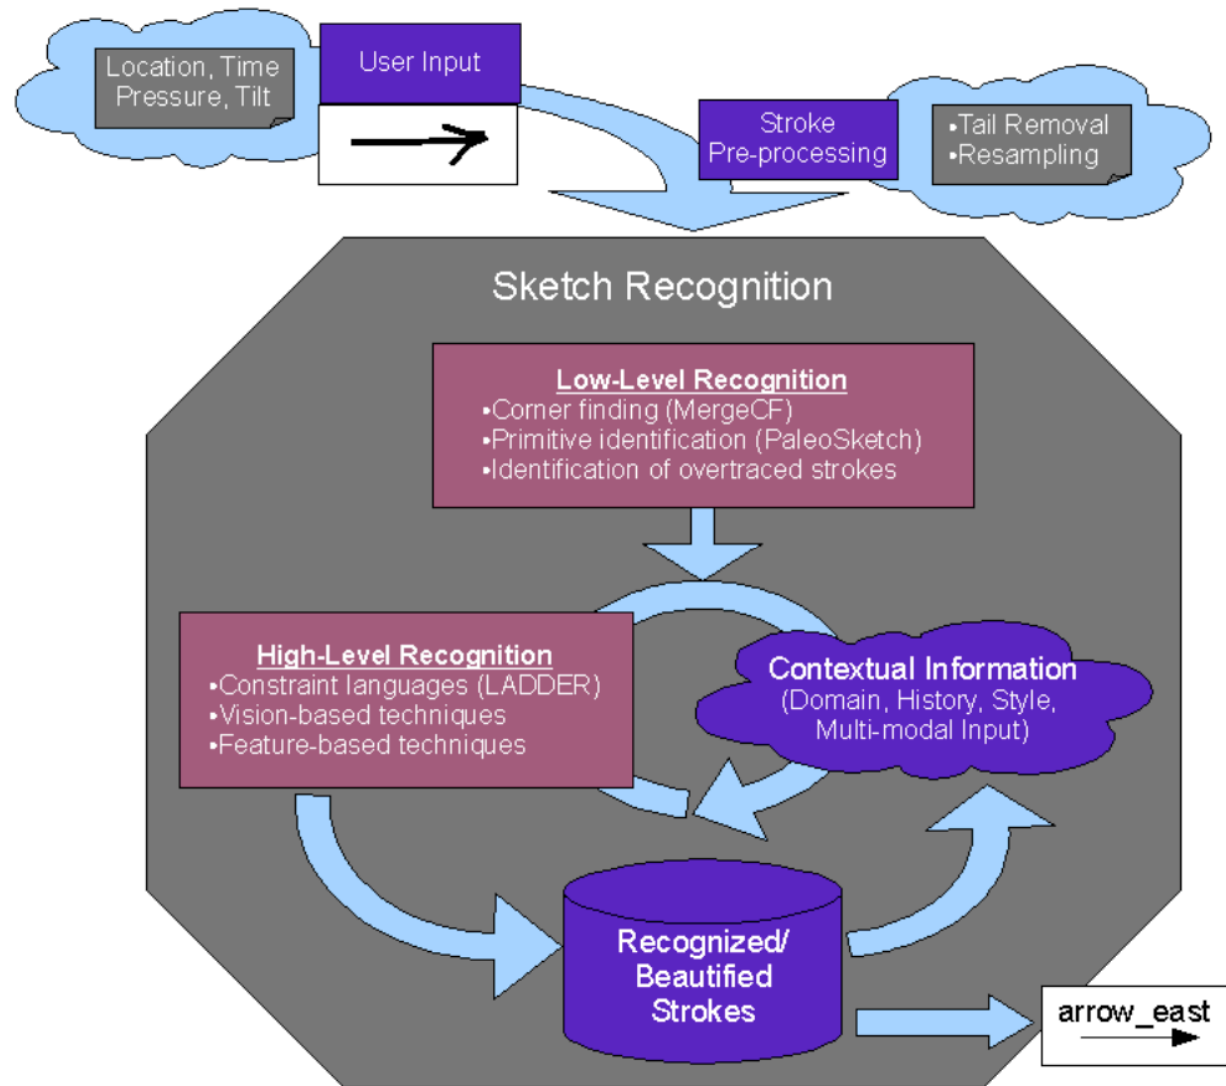 Location, Time
Pressure, Tilt
User Input
Stroke
Pre-processing
•Tail Removal
•Resampling
Sketch Recognition
Low-Level Recognition
•Corner finding (MergeCF)
•Primitive identification (PaleoSketch)
•Identification of overtraced strokes
High-Level Recognition
•Constraint languages (LADDER)
•Vision-based techniques
•Feature-based techniques
Contextual Information
(Domain, History, Style,
Multi-modal Input)
Recognized/
Beautified
Strokes
arrow_east